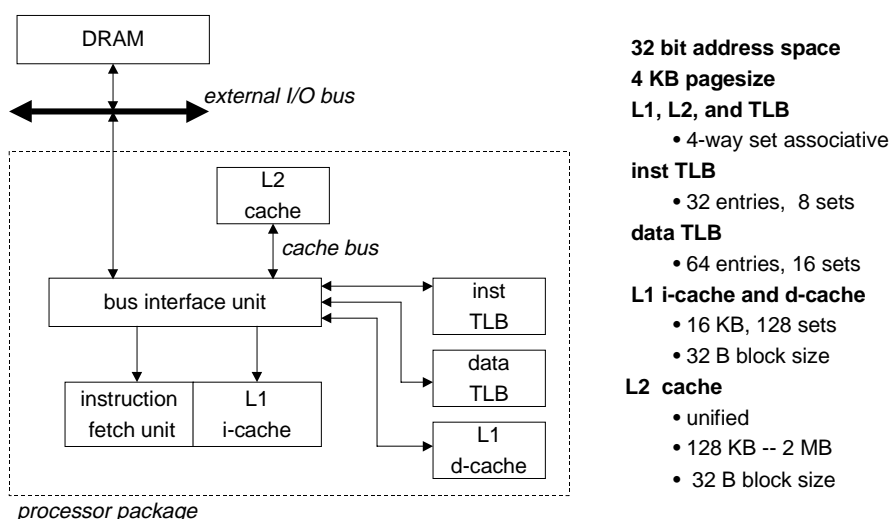 DRAM
external I/O bus
L2
cache
cache bus
bus interface unit
inst
TLB
data
TLB
instruction
fetch unit
L1
i-cache
L1
d-cache
processor package
32 bit address space
4 KB pagesize
L1, L2, and TLB
• 4-way set associative
inst TLB
• 32 entries, 8 sets
data TLB
• 64 entries, 16 sets
L1 i-cache and d-cache
• 16 KB, 128 sets
• 32 B block size
L2 cache
• unified
• 128 KB -- 2 MB
• 32 B block size